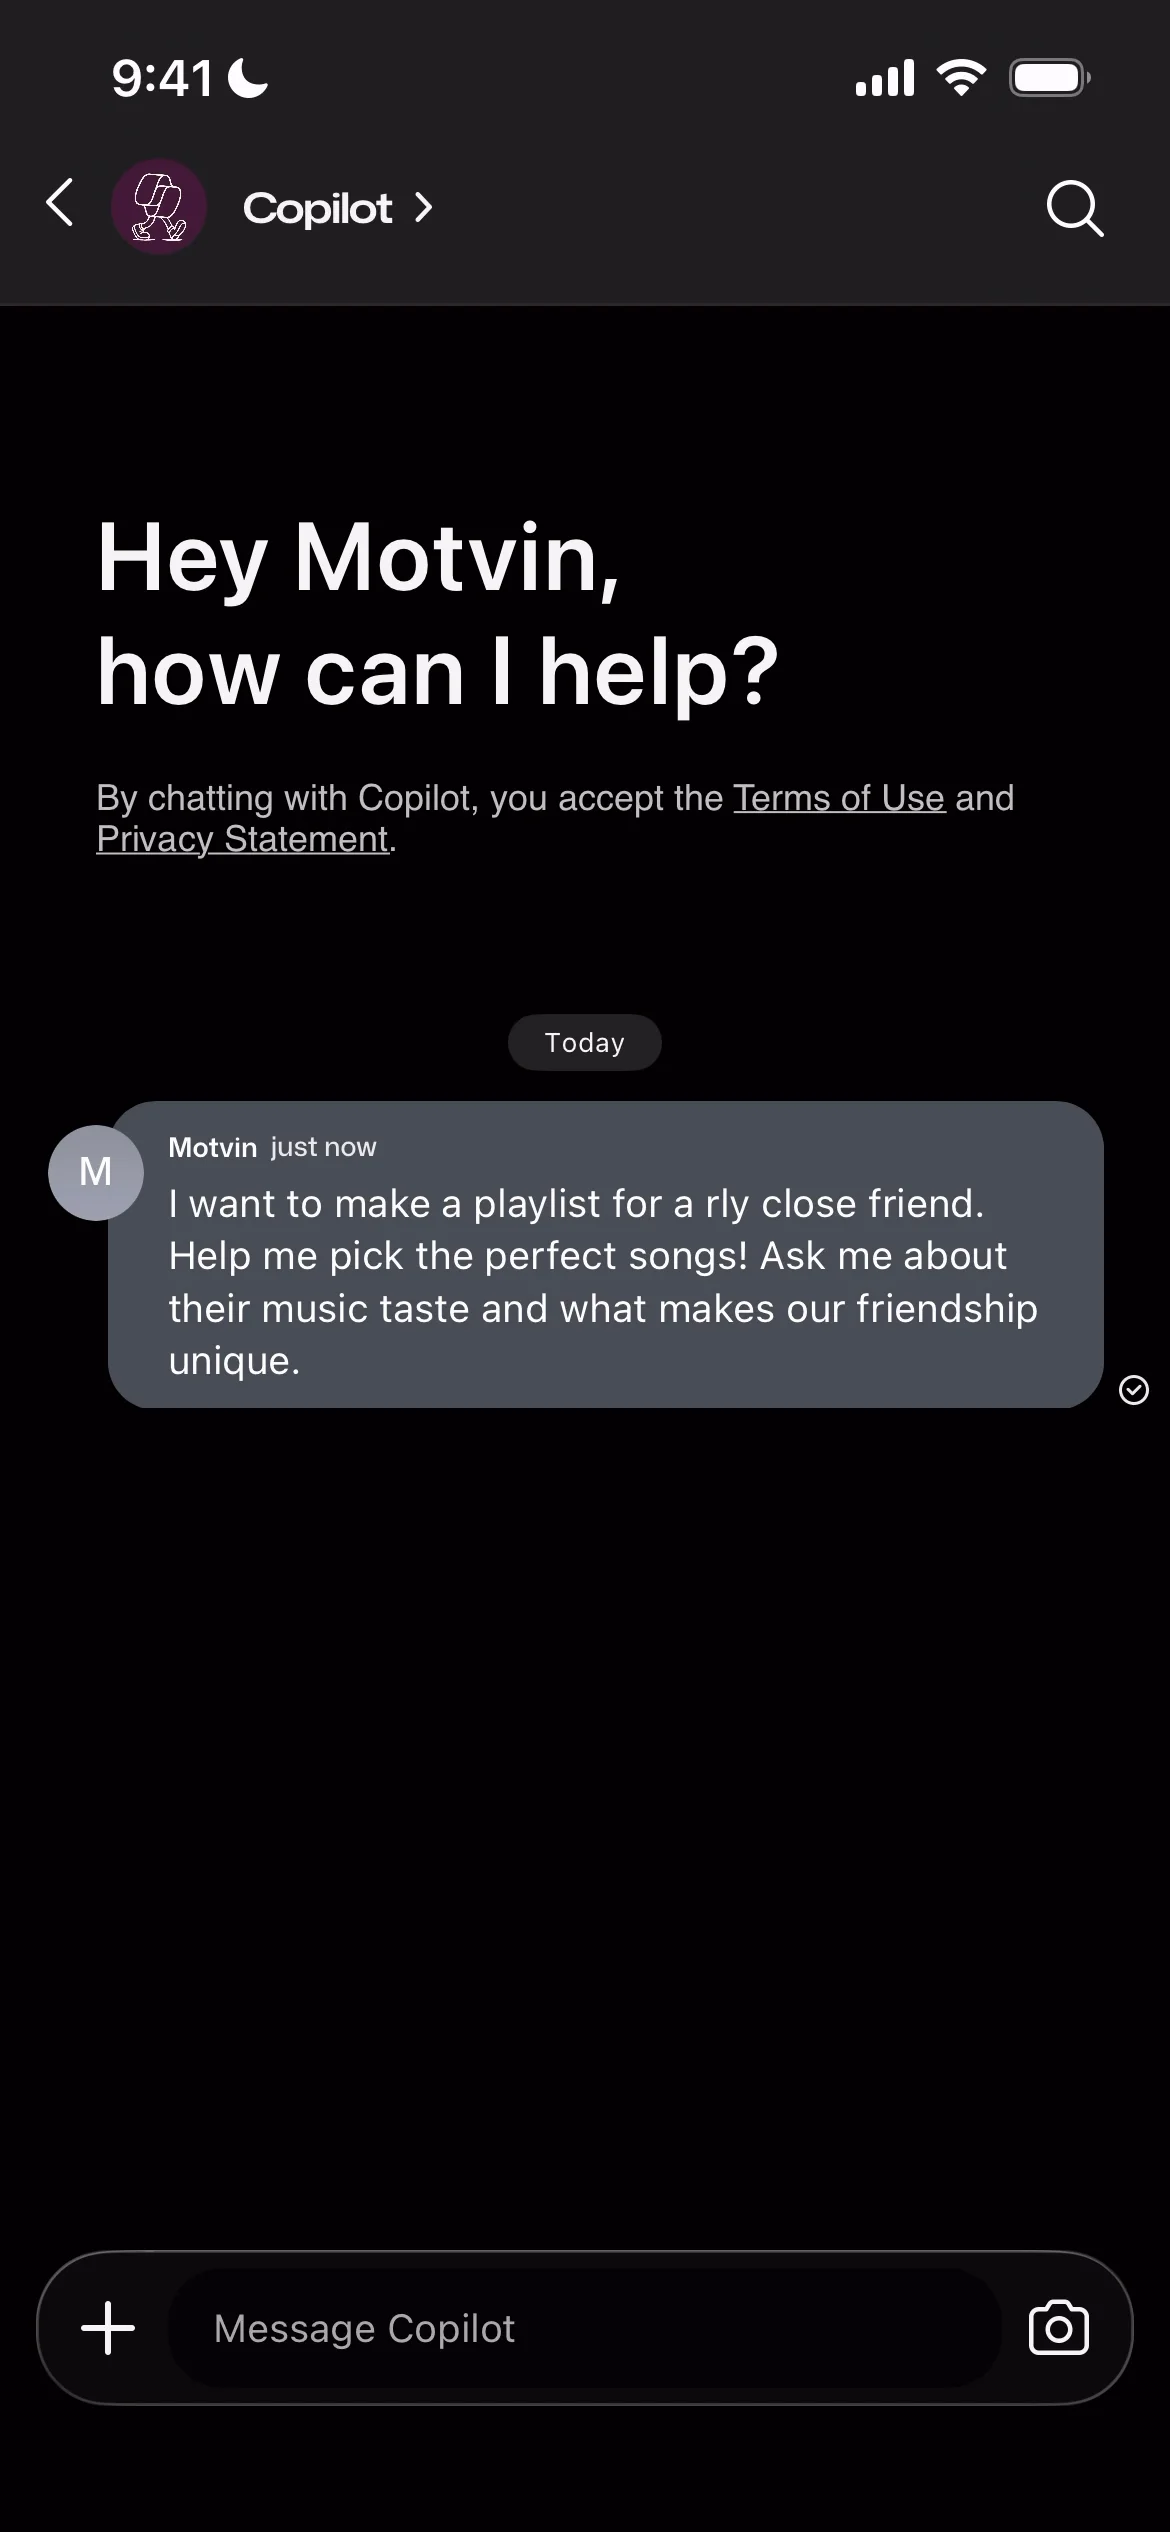 9:41
Copilot
Hey Motvin,
how can I help?
By chatting with Copilot, you accept the Terms of Use and
Privacy Statement.
Today
M
Motvin just now
I want to make a playlist for a rly close friend.
Help me pick the perfect songs! Ask me about
their music taste and what makes our friendship
unique.
Message Copilot